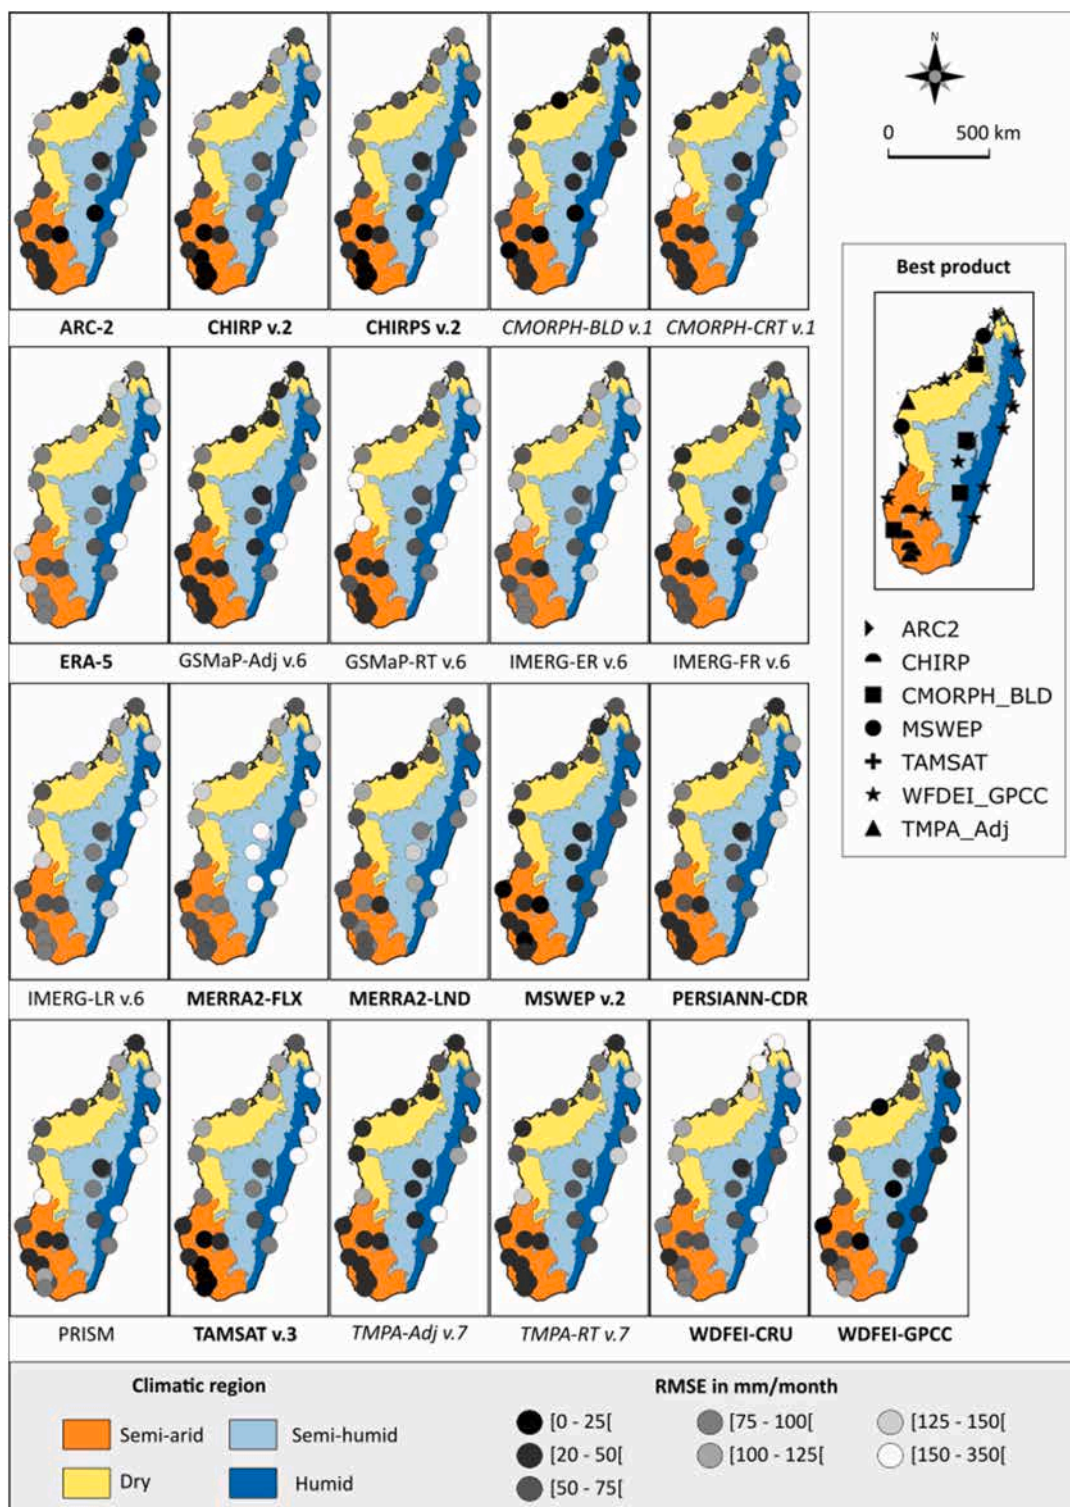 N
0 500 km
ARC-2 CHIRP v.2 CHIRPS v.2 CMORPH-BLD v.1 CMORPH-CRT v.1
Best product
ERA-5 GSMaP-Adj v.6 GSMaP-RT v.6 IMERG-ER v.6 IMERG-FR v.6
ARC2
CHIRP
CMORPH_BLD
MSWEP
TAMSAT
WFDEI_GPCC
TMPA_Adj
IMERG-LR v.6 MERRA2-FLX MERRA2-LND MSWEP v.2 PERSIANN-CDR
PRISM TAMSAT v.3 TMPA-Adj v.7 TMPA-RT v.7 WDFEI-CRU WDFEI-GPCC
Climatic region
Semi-arid Semi-humid
Dry Humid
RMSE in mm/month
[0 - 25[ [75 - 100[ [125 - 150[
[20 - 50[ [100 - 125[ [150 - 350[
[50 - 75[